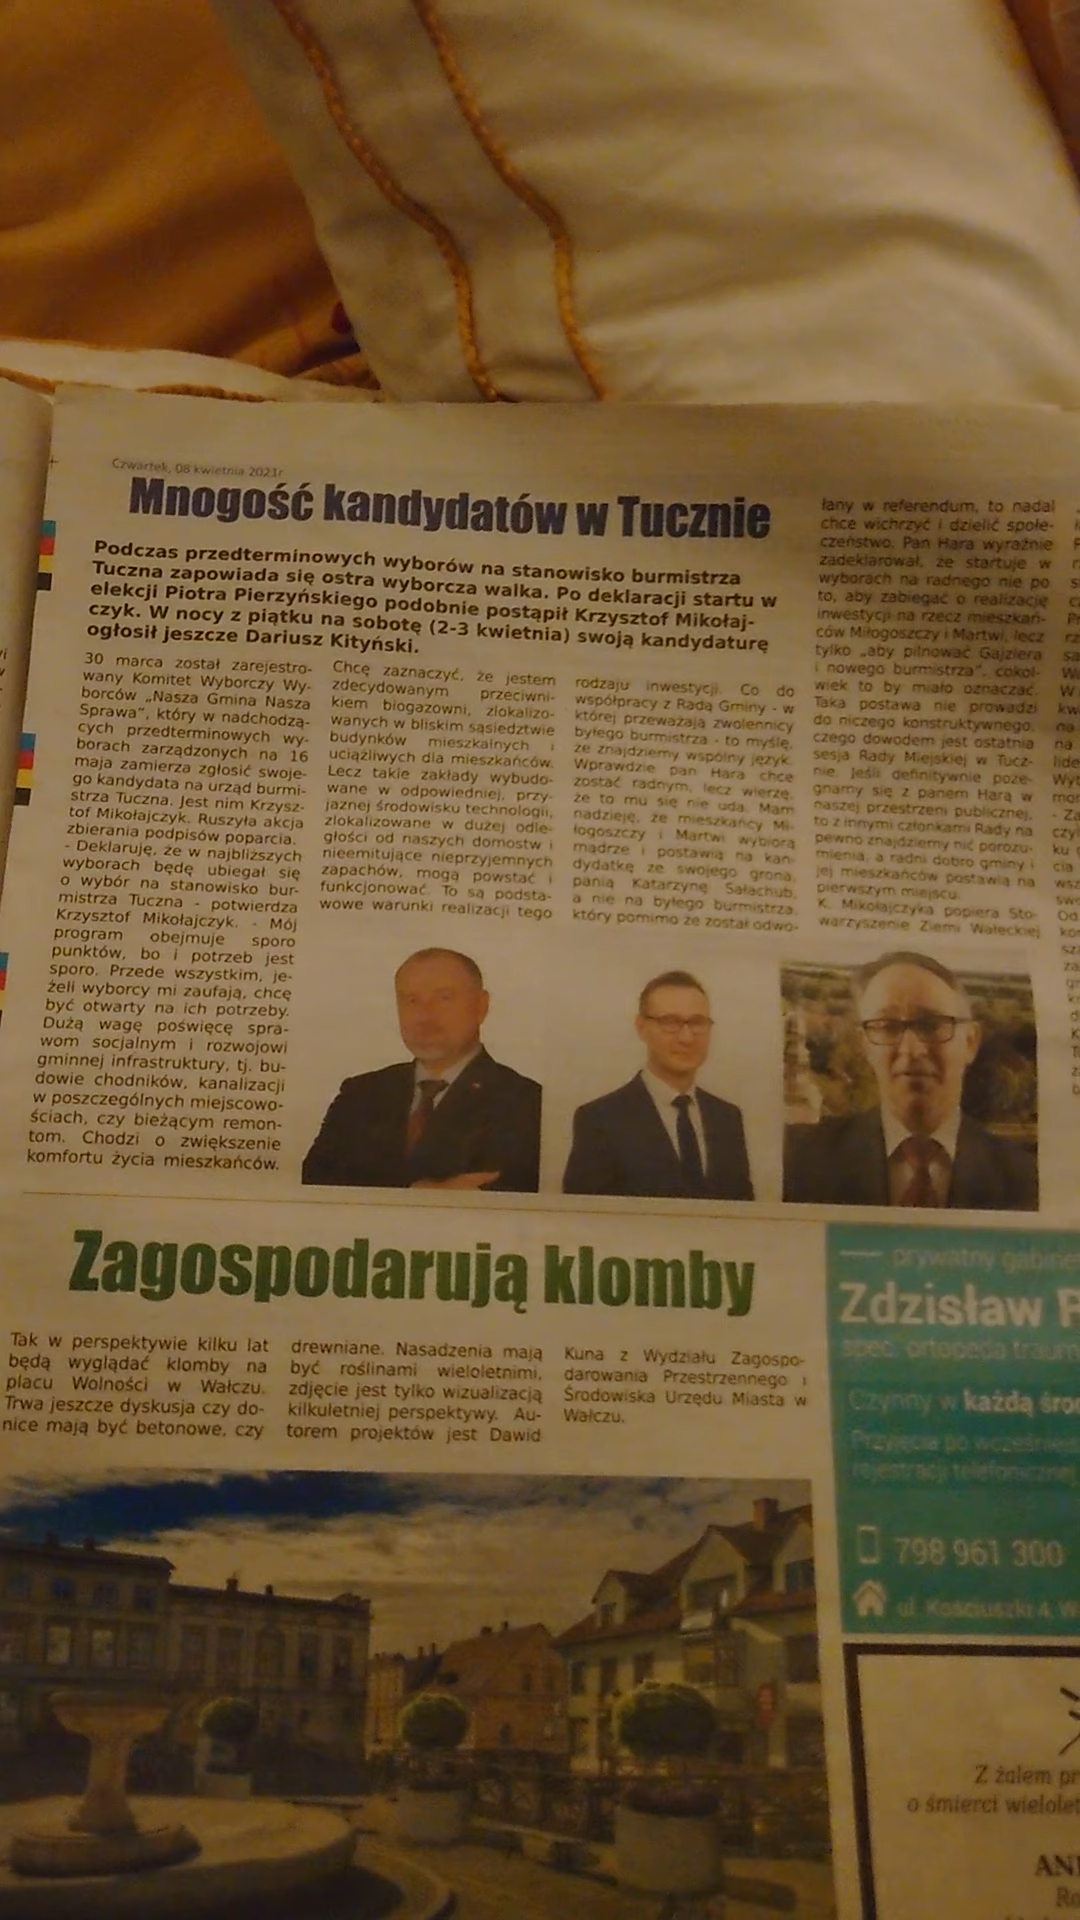 Czwartek, 08 kwietnia 2021r
Mnogość kandydatów w Tucznie
Podczas przedterminowych wyborów na stanowisko burmistrza
Tuczna zapowiada się ostra wyborcza walka. Po deklaracji startu w
elekcji Piotra Pierzyńskiego podobnie postąpił Krzysztof Mikołaj-
czyk. W nocy z piątku na sobotę (2-3 kwietnia) swoją kandydaturę
ogłosił jeszcze Dariusz Kityński.
30 marca został zarejestro-
wany Komitet Wyborczy Wy-
borców „Nasza Gmina Nasza
Sprawa", który w nadchodzą-
cych przedterminowych wy-
borach zarządzonych na 16
maja zamierza zgłosić swoje-
go kandydata na urząd burmi-
strza Tuczna. Jest nim Krzysz-
tof Mikołajczyk. Ruszyła akcja
zbierania podpisów poparcia.
- Deklaruję, że w najbliższych
wyborach będę ubiegał się
o wybór na stanowisko bur-
mistrza Tuczna - potwierdza
Krzysztof Mikołajczyk. - Mój
program obejmuje sporo
punktów, bo i potrzeb jest
sporo. Przede wszystkim, je-
żeli wyborcy mi zaufają, chcę
być otwarty na ich potrzeby.
Dużą wagę poświęcę spra-
wom socjalnym i rozwojowi
gminnej infrastruktury, tj. bu-
dowie chodników, kanalizacji
w poszczególnych miejscowo-
ściach, czy bieżącym remon-
tom. Chodzi o zwiększenie
komfortu życia mieszkańców.
Chcę zaznaczyć, że jestem
zdecydowanym przeciwni-
kiem biogazowni, zlokalizo-
wanych w bliskim sąsiedztwie
budynków mieszkalnych i
uciążliwych dla mieszkańców.
Lecz takie zakłady wybudo-
wane w odpowiedniej, przy-
jaznej środowisku technologii,
zlokalizowane w dużej odle-
głości od naszych domostw i
nieemitujące nieprzyjemnych
zapachów, mogą powstać i
funkcjonować. To są podsta-
wowe warunki realizacji tego
rodzaju inwestycji. Co do
współpracy z Radą Gminy - w
której przeważają zwolennicy
byłego burmistrza - to myślę,
że znajdziemy wspólny język.
Wprawdzie pan Hara chce
zostać radnym, lecz wierzę,
że to mu się nie uda. Mam
nadzieję, że mieszkańcy Mi-
łogoszczy i Martwi wybiorą
mądrze i postawią na kan-
dydatkę ze swojego grona,
panią Katarzynę Sałachub,
a nie na byłego burmistrza,
który pomimo że został odwo-
łany w referendum, to nadal
chce wichrzyć i dzielić społe-
czeństwo. Pan Hara wyraźnie
zadeklarował, że startuje w
wyborach na radnego nie po
to, aby zabiegać o realizację
inwestycji na rzecz mieszkań-
ców Miłogoszczy i Martwi, lecz
tylko „aby pilnować Gajzlera
i nowego burmistrza", cokol-
wiek to by miało oznaczać.
Taka postawa nie prowadzi
do niczego konstruktywnego,
czego dowodem jest ostatnia
sesja Rady Miejskiej w Tucz-
nie. Jeśli definitywnie poże-
gnamy się z panem Harą w
naszej przestrzeni publicznej,
to z innymi członkami Rady na
pewno znajdziemy nić porozu-
mienia, a radni dobro gminy i
jej mieszkańców postawią na
pierwszym miejscu.
K. Mikołajczyka popiera Sto-
warzyszenie Ziemi Wałeckiej
Zagospodarują klomby
Tak w perspektywie kilku lat
będą wyglądać klomby na
placu Wolności w Wałczu.
Trwa jeszcze dyskusja czy do-
nice mają być betonowe, czy
drewniane. Nasadzenia mają
być roślinami wieloletnimi,
zdjęcie jest tylko wizualizacją
kilkuletniej perspektywy. Au-
torem projektów jest Dawid
Kuna z Wydziału Zagospo-
darowania Przestrzennego i
Środowiska Urzędu Miasta w
Wałczu.
prywatny gabine
Zdzisław
spec. ortopeda traum
Czynny w każdą śro
Przyjęcia po wcześniejs
rejestracji telefonicznej
798 961 300
ul. Kościuszki 4, W
Z żalem pr
o śmierci wielolet